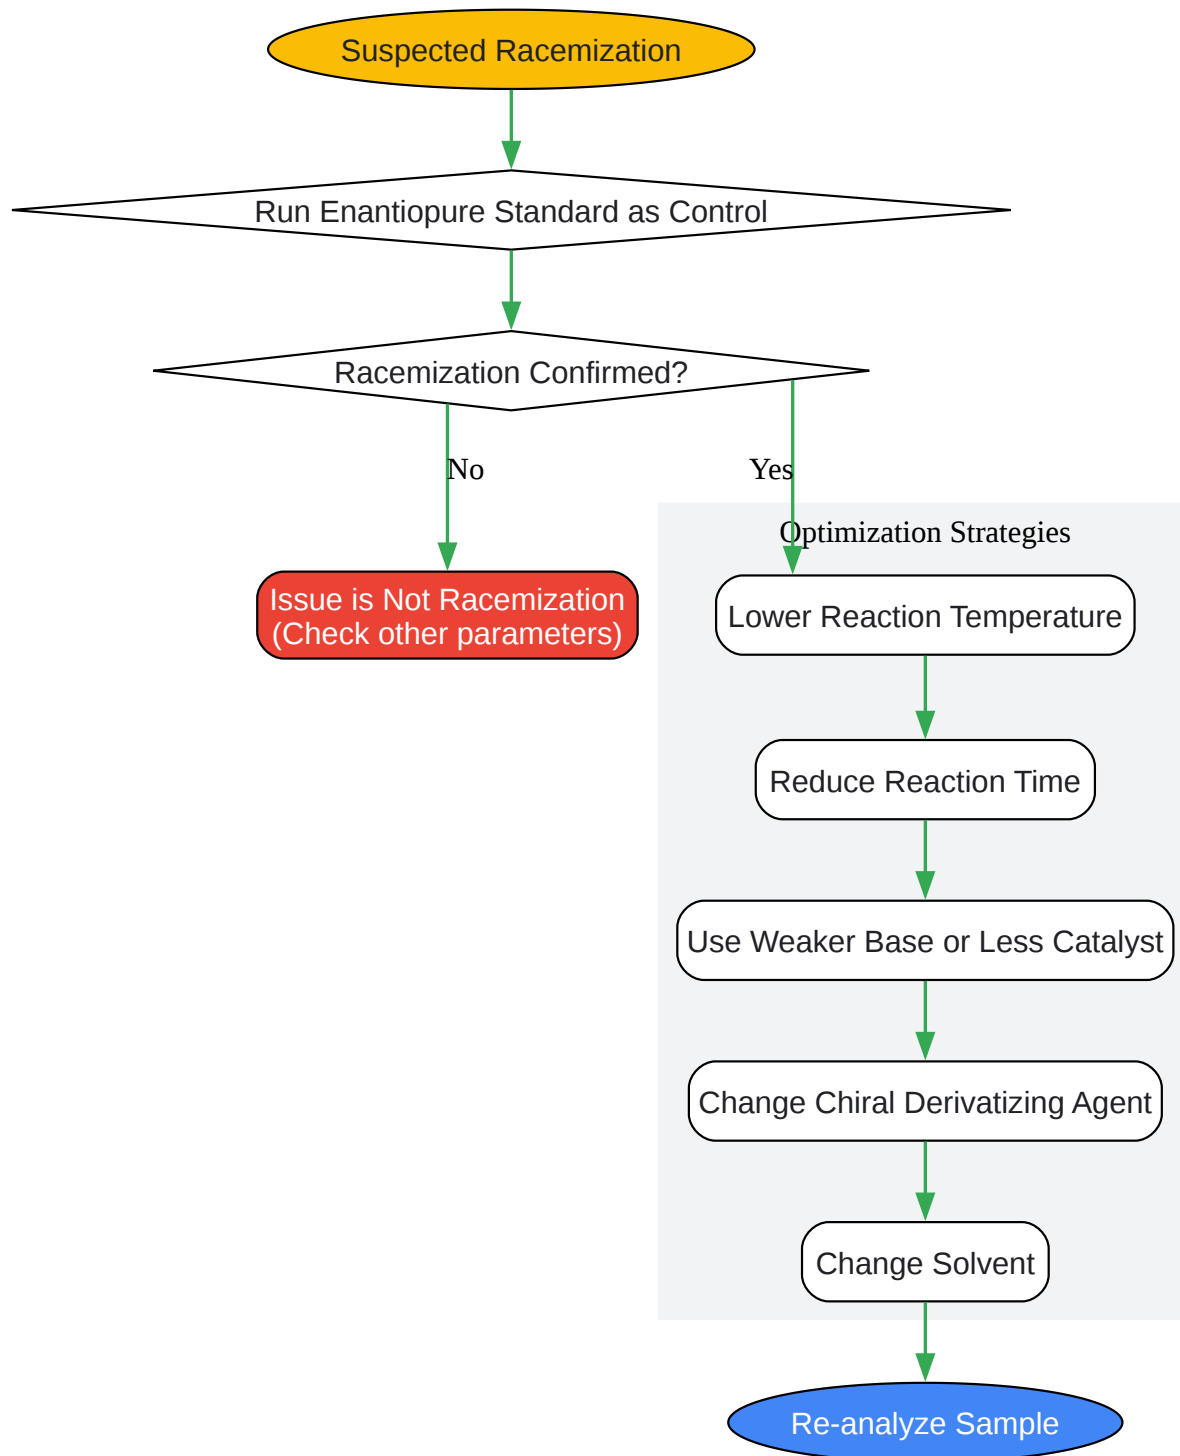 Suspected Racemization
Run Enantiopure Standard as Control
Racemization Confirmed?
No
Yes
Optimization Strategies
Issue is Not Racemization
(Check other parameters)
Lower Reaction Temperature
Reduce Reaction Time
Use Weaker Base or Less Catalyst
Change Chiral Derivatizing Agent
Change Solvent
Re-analyze Sample